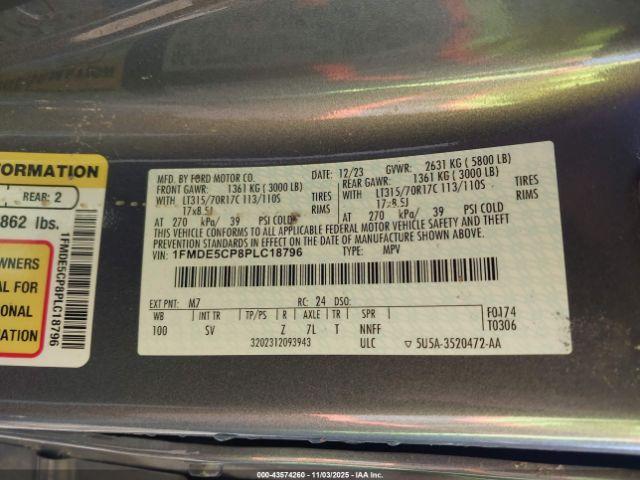 FORMATION
REAR: 2
862 lbs.
WNERS
AL FOR
ONAL
ATION
1FMDE5CP8PLC18796
MFD. BY FORD MOTOR CO.
DATE: 12/23 GVWR: 2631 KG ( 5800 LB)
FRONT GAWR: 1361 KG ( 3000 LB) REAR GAWR: 1361 KG ( 3000 LB)
WITH LT315/70R17C 113/110S TIRES WITH LT315/70R17C 113/110S TIRES
17x8.5J RIMS 17x8.5J RIMS
AT 270 kPa/ 39 PSI COLD AT 270 kPa/ 39 PSI COLD
THIS VEHICLE CONFORMS TO ALL APPLICABLE FEDERAL MOTOR VEHICLE SAFETY AND THEFT
PREVENTION STANDARDS IN EFFECT ON THE DATE OF MANUFACTURE SHOWN ABOVE.
VIN: 1FMDE5CP8PLC18796 TYPE: MPV
EXT PNT: M7 RC: 24 DSO:
WB INT TR TP/PS R AXLE TR SPR
100 SV Z 7L T NNFF
F0174
T0306
3202312093943 ULC ▽ 5U5A-3520472-AA
000-43574260 - 11/03/2025 - IAA Inc.